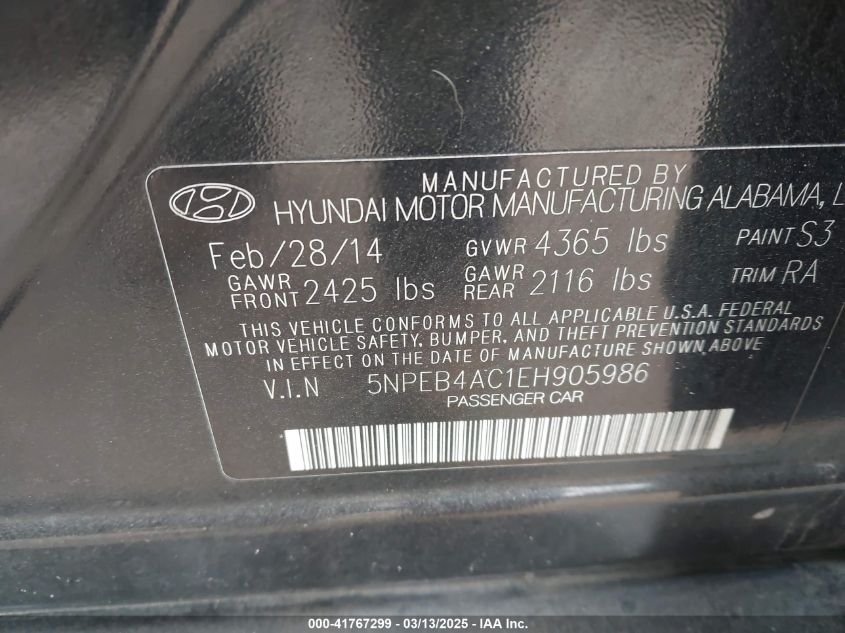 MANUFACTURED BY
HYUNDAI MOTOR MANUFACTURING ALABAMA, L
Feb/28/14 GVWR 4365 lbs PAINT S3
GAWR FRONT 2425 lbs GAWR REAR 2116 lbs TRIM RA
THIS VEHICLE CONFORMS TO ALL APPLICABLE U.S.A. FEDERAL
MOTOR VEHICLE SAFETY, BUMPER, AND THEFT PREVENTION STANDARDS
IN EFFECT ON THE DATE OF MANUFACTURE SHOWN ABOVE
V.I.N 5NPEB4AC1EH905986
PASSENGER CAR
000-41767299 - 03/13/2025 - IAA Inc.